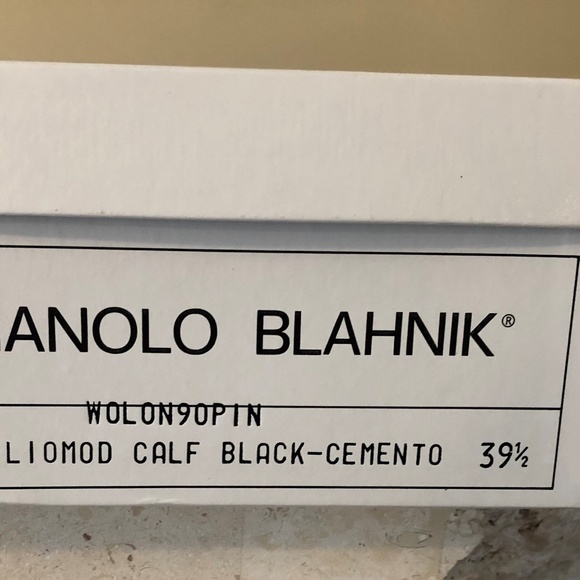 ANOLO BLAHNIK®
WOLON90PIN
LIOMOD CALF BLACK-CEMENTO 39½